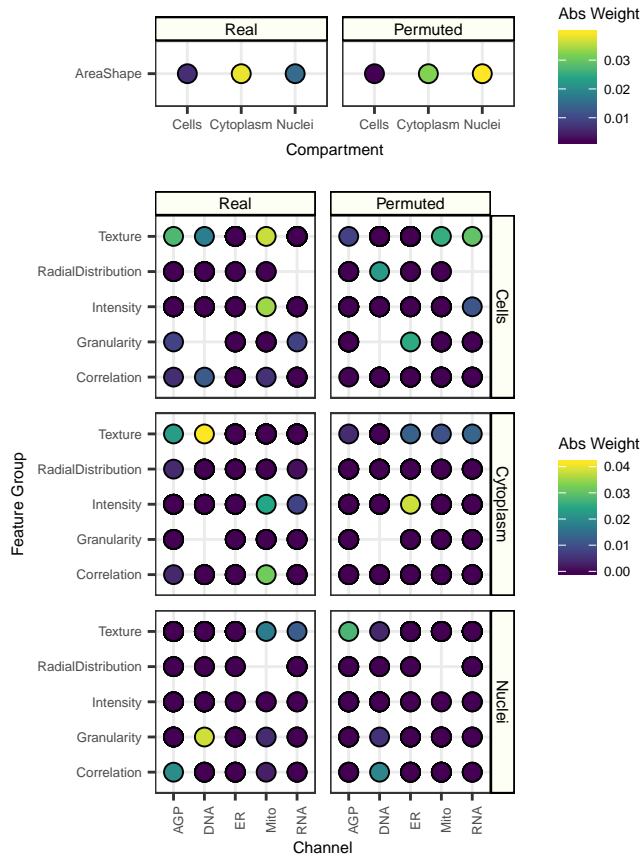 Real
Permuted
AreaShape
Cells
Cytoplasm
Nuclei
Cells
Cytoplasm
Nuclei
Compartment
Abs Weight
0.03
0.02
0.01
Real
Permuted
Texture
RadialDistribution
Intensity
Granularity
Correlation
Cells
Texture
RadialDistribution
Intensity
Granularity
Correlation
Cytoplasm
Texture
RadialDistribution
Intensity
Granularity
Correlation
Nuclei
Feature Group
AGP
DNA
ER
Mito
RNA
AGP
DNA
ER
Mito
RNA
Channel
Abs Weight
0.04
0.03
0.02
0.01
0.00